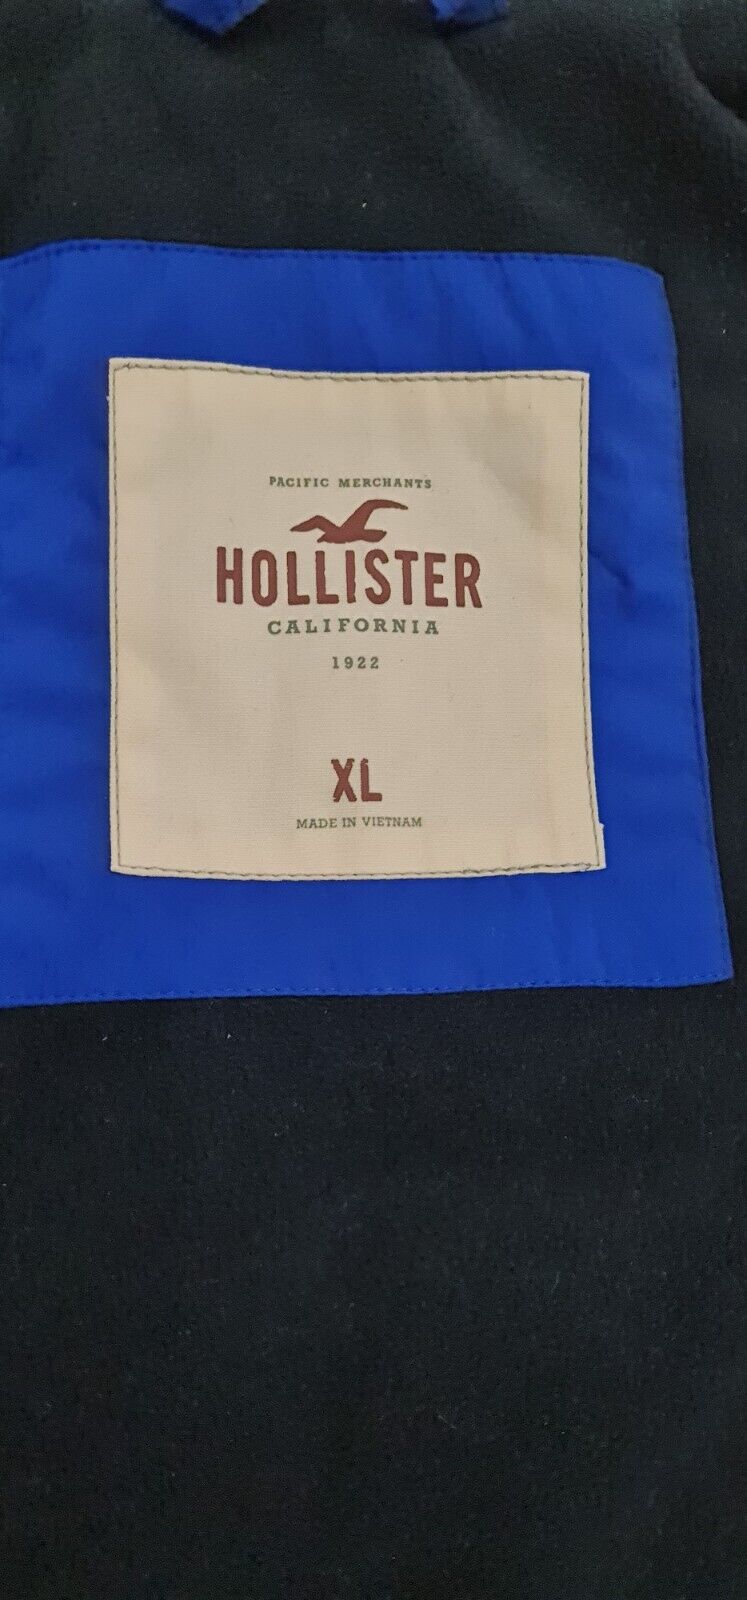 PACIFIC MERCHANTS
HOLLISTER
CALIFORNIA
1922
XL
MADE IN VIETNAM